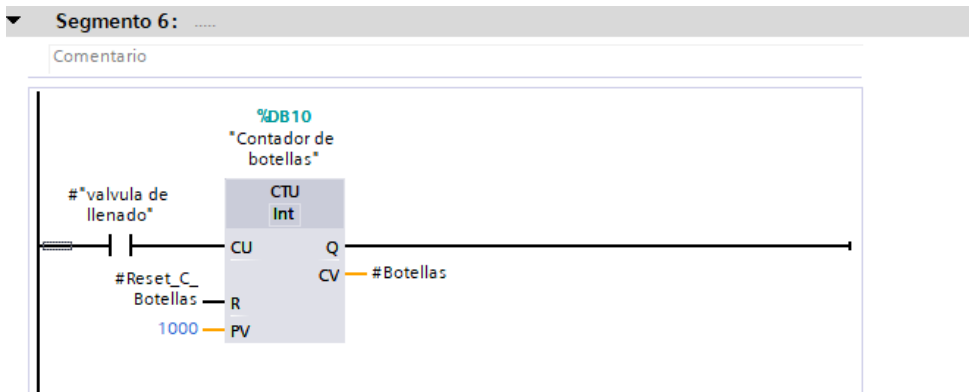 Segmento 6: .....
Comentario
%DB10
"Contador de
botellas"
CTU
Int
#"valvula de
llenado"
CU
Q
CV
#Botellas
#Reset_C_
Botellas
R
1000
PV